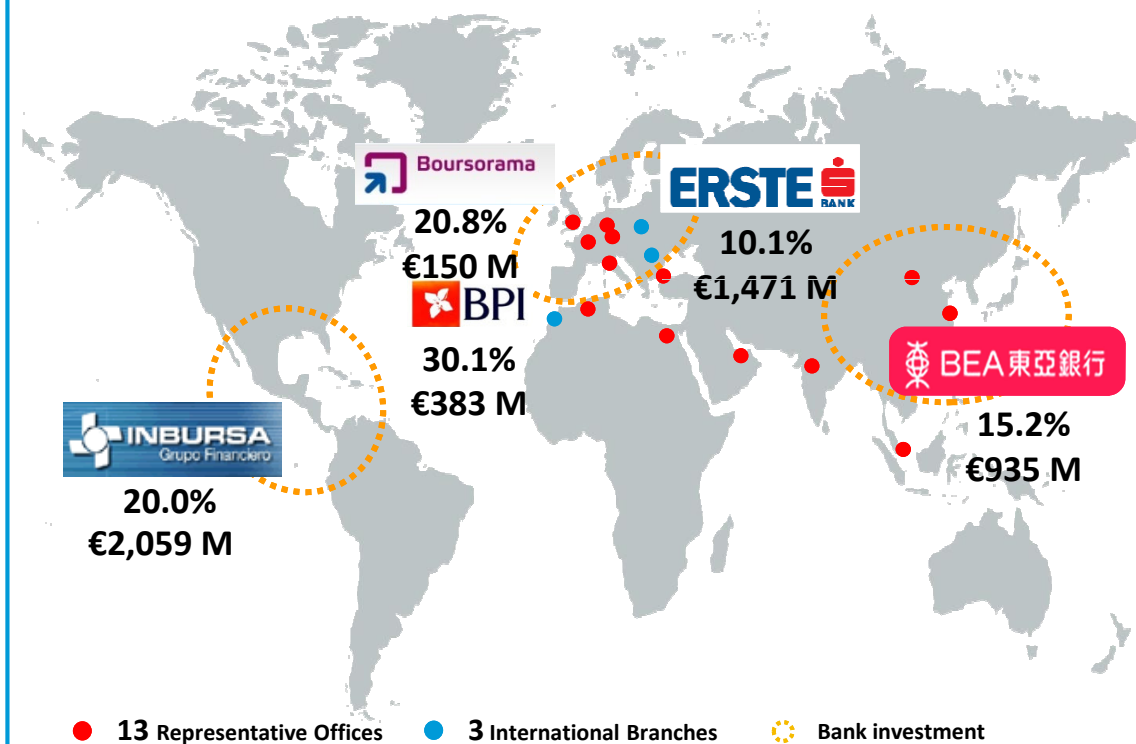 Boursorama
20.8%
€150 M
ERSTE
BANK
10.1%
€1,471 M
BPI
30.1%
€383 M
BEA東亞銀行
15.2%
€935 M
INBURSA
Grupo Financiero
20.0%
€2,059 M
13 Representative Offices
3 International Branches
Bank investment